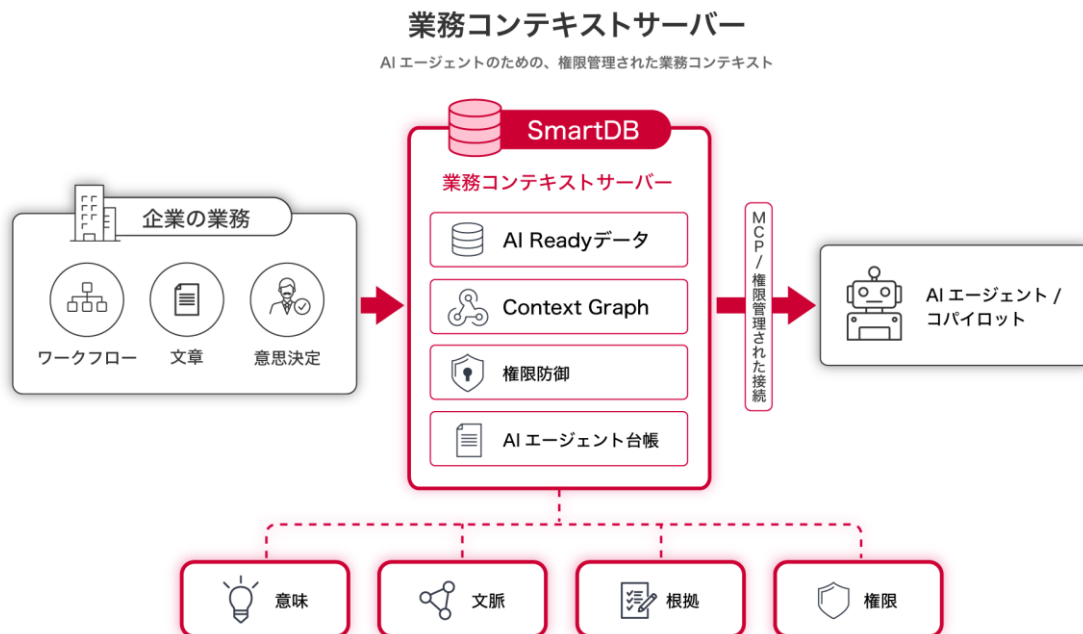 業務コンテキストサーバー
AI エージェントのための、権限管理された業務コンテキスト
SmartDB
業務コンテキストサーバー
企業の業務
ワークフロー
文章
意思決定
AI Readyデータ
Context Graph
権限防御
AI エージェント台帳
MCP/権限管理された接続
AI エージェント /
コパイロット
意味
文脈
根拠
権限